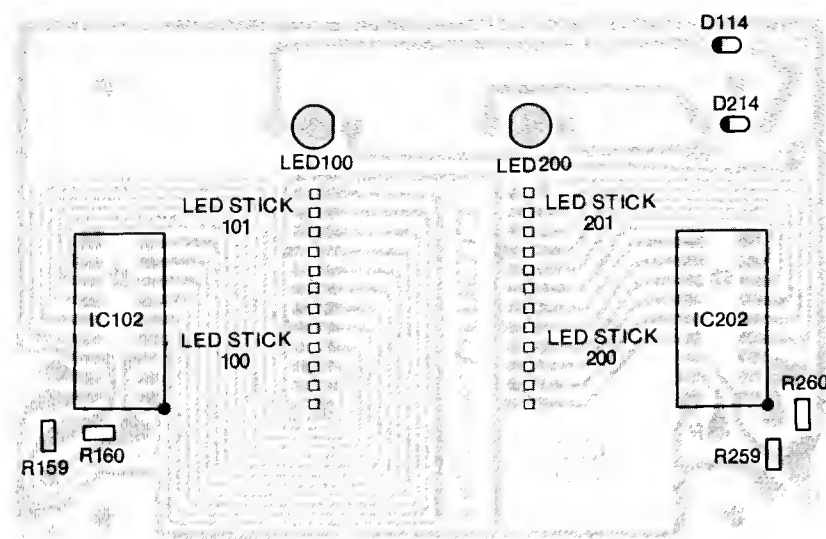 D114
D214
LED100
LED200
LED STICK
101
LED STICK
201
IC102
IC202
LED STICK
100
LED STICK
200
R260
R159
R160
R259